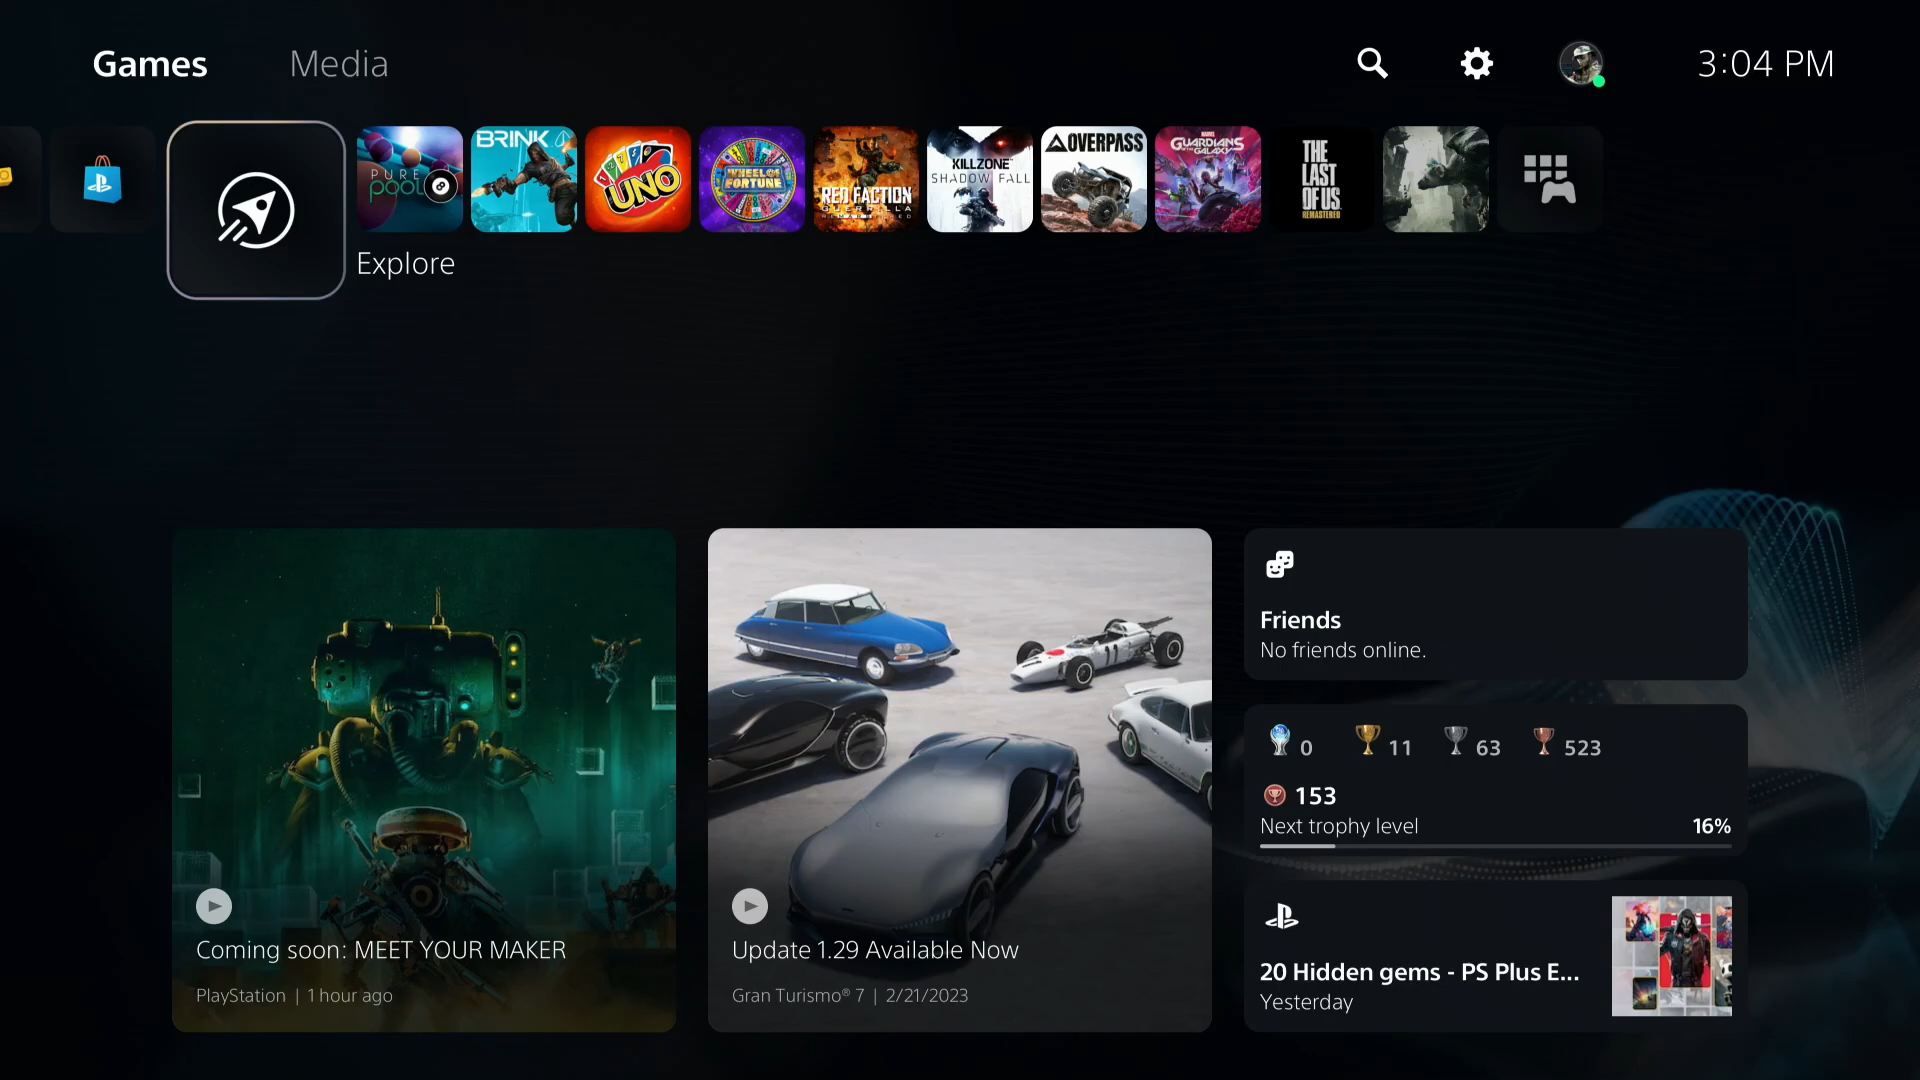 Games
Media
3:04 PM
PURE
pool
8
BRINK
UNO
WHEEL OF
FORTUNE
RED FACTION
GUERRILLA
KILLZONE
SHADOW FALL
OVERPASS
MARVEL
GUARDIANS
GALAXY
THE
LAST
OF US
REMASTERED
Explore
11
Coming soon: MEET YOUR MAKER
PlayStation | 1 hour ago
Update 1.29 Available Now
Gran Turismo® 7 | 2/21/2023
Friends
No friends online.
0 11 63 523
153
Next trophy level 16%
20 Hidden gems - PS Plus E...
Yesterday